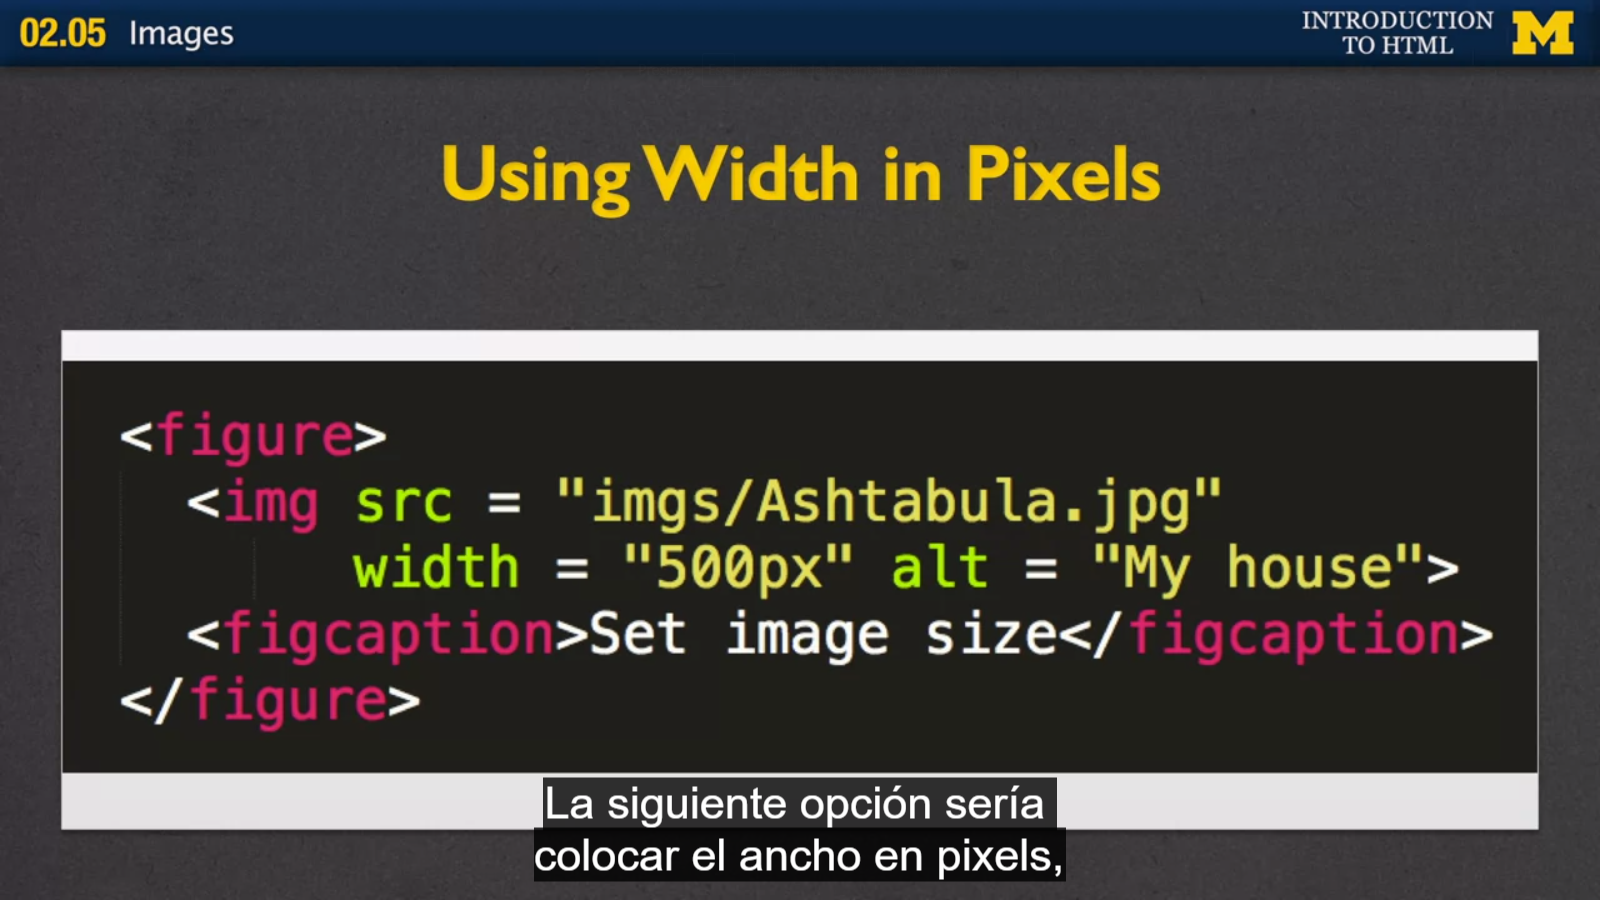 02.05 Images
INTRODUCTION
TO HTML
M
Using Width in Pixels
<figure>
<img src = "imgs/Ashtabula.jpg"
width = "500px" alt = "My house">
<figcaption>Set image size</figcaption>
</figure>
La siguiente opción sería
colocar el ancho en pixels,